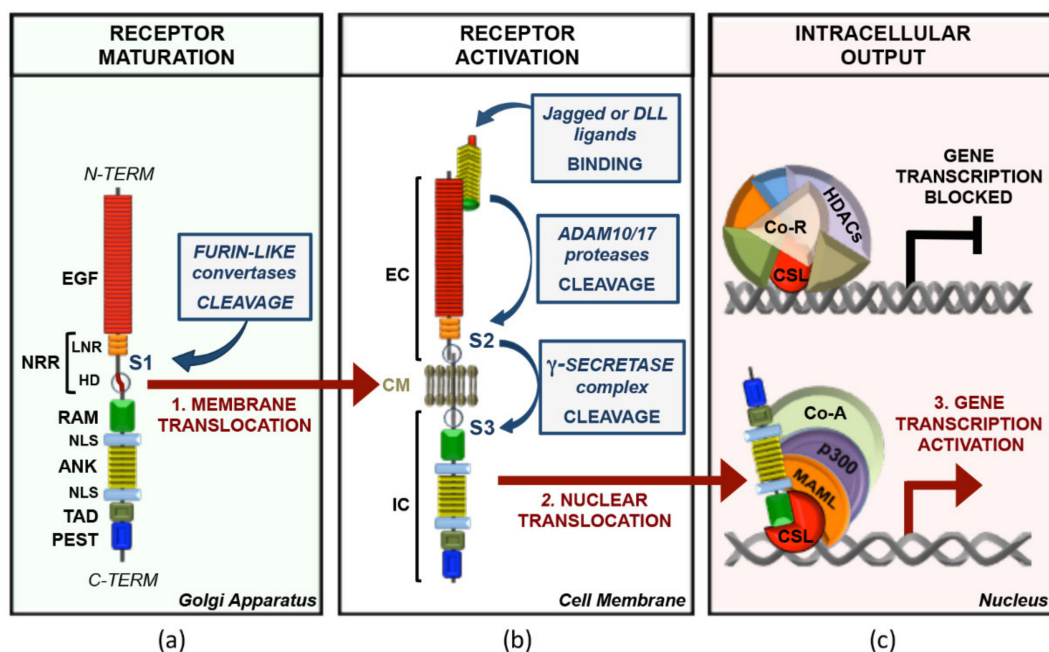 RECEPTOR
MATURATION
N-TERM
FURIN-LIKE
convertases
CLEAVAGE
EGF
NRR
LNR
S1
HD
RAM
NLS
ANK
NLS
TAD
PEST
C-TERM
Golgi Apparatus
1. MEMBRANE
TRANSLOCATION
(a)
RECEPTOR
ACTIVATION
Jagged or DLL
ligands
BINDING
EC
ADAM10/17
proteases
CLEAVAGE
S2
CM
γ-SECRETASE
complex
CLEAVAGE
S3
IC
2. NUCLEAR
TRANSLOCATION
Cell Membrane
(b)
INTRACELLULAR
OUTPUT
GENE
TRANSCRIPTION
BLOCKED
HDACs
Co-R
CSL
Co-A
p300
MAML
CSL
3. GENE
TRANSCRIPTION
ACTIVATION
Nucleus
(c)